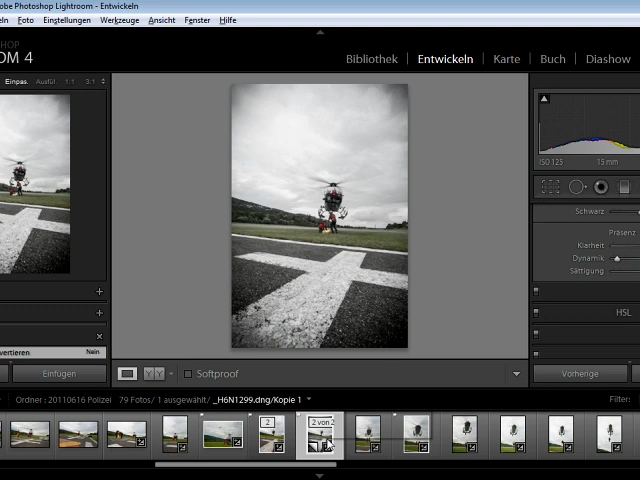 obe Photoshop Lightroom - Entwickeln
eln Foto Einstellungen Werkzeuge Ansicht Fenster Hilfe
SHOP
OM 4
Bibliothek | Entwickeln | Karte | Buch | Diashow
Einpas. Ausfül. 1:1 3:1
ISO 125 15 mm
Schwarz
Präsenz
Klarheit
Dynamik
Sättigung
HSL
vertieren Nein
Einfügen
YY
Softproof
Vorherige
Ordner : 20110616 Polizei 79 Fotos / 1 ausgewählt / _H6N1299.dng/Kopie 1
Filter:
2
2 von 2